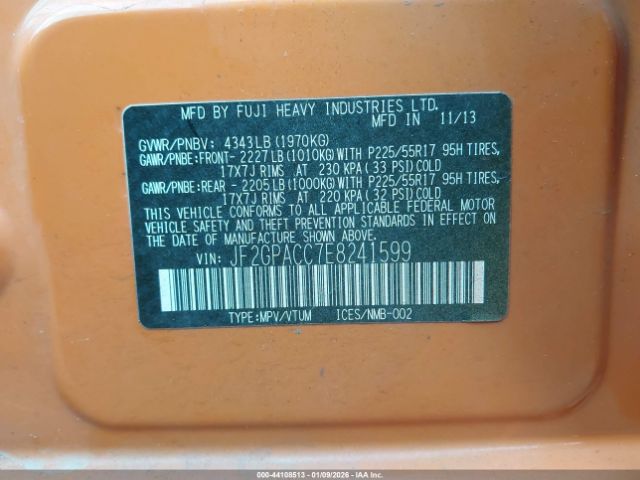 MFD BY FUJI HEAVY INDUSTRIES LTD.
MFD IN 11/13
GVWR/PNBV: 4343LB (1970KG)
GAWR/PNBE: FRONT- 2227LB (1010KG) WITH P225/55R17 95H TIRES,
17X7J RIMS AT 230 KPA (33 PSI) COLD
GAWR/PNBE: REAR - 2205LB (1000KG) WITH P225/55R17 95H TIRES,
17X7J RIMS AT 220 KPA (32 PSI) COLD
THIS VEHICLE CONFORMS TO ALL APPLICABLE FEDERAL MOTOR
VEHICLE SAFETY AND THEFT PREVENTION STANDARDS IN EFFECT ON
THE DATE OF MANUFACTURE SHOWN ABOVE.
VIN: JF2GPACC7E8241599
TYPE:MPV/VTUM ICES/NMB-002
000-44108513 - 01/09/2026 - IAAI.CA